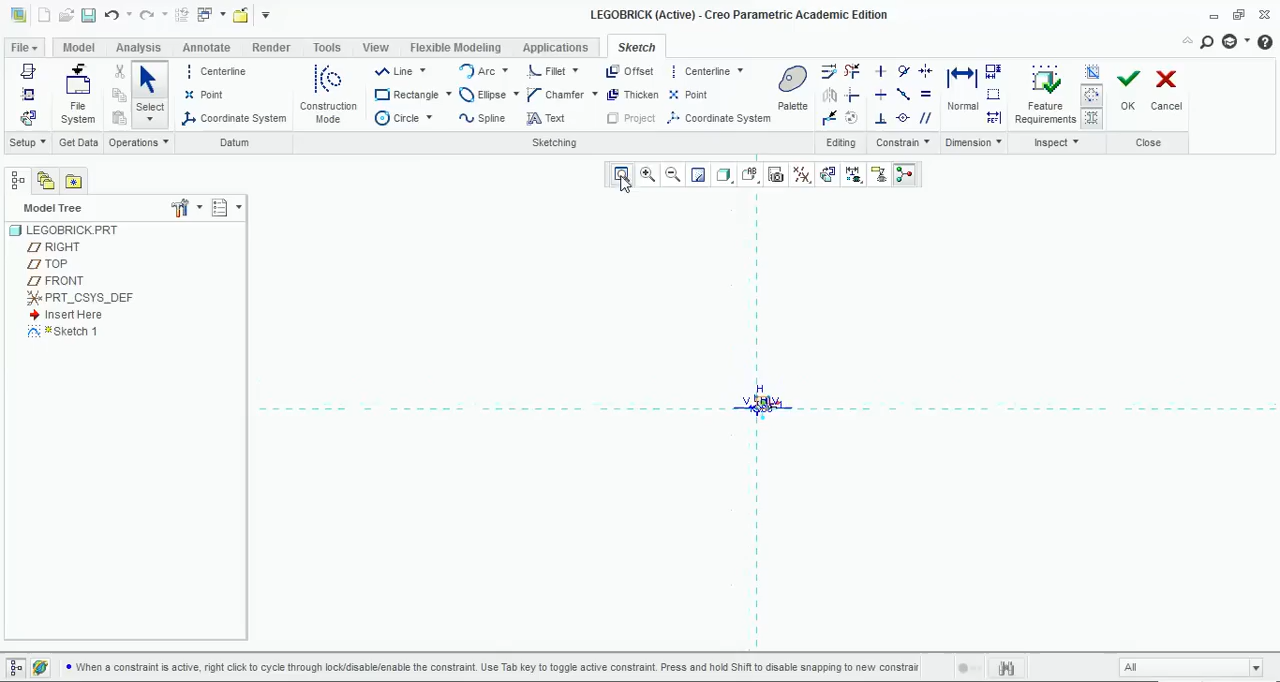 LEGOBRICK (Active) - Creo Parametric Academic Edition
File Model Analysis Annotate Render Tools View Flexible Modeling Applications Sketch
Centerline Line Arc Fillet Offset Centerline
Point Rectangle Ellipse Chamfer Thicken Point
Coordinate System Circle Spline Text Project Coordinate System
File System Select Construction Mode Palette Normal Feature Requirements OK Cancel
Setup Get Data Operations Datum Sketching Editing Constrain Dimension Inspect Close
Model Tree
LEGOBRICK.PRT
RIGHT
TOP
FRONT
PRT_CSYS_DEF
Insert Here
Sketch 1
H
V V
When a constraint is active, right click to cycle through lock/disable/enable the constraint. Use Tab key to toggle active constraint. Press and hold Shift to disable snapping to new constrair
All